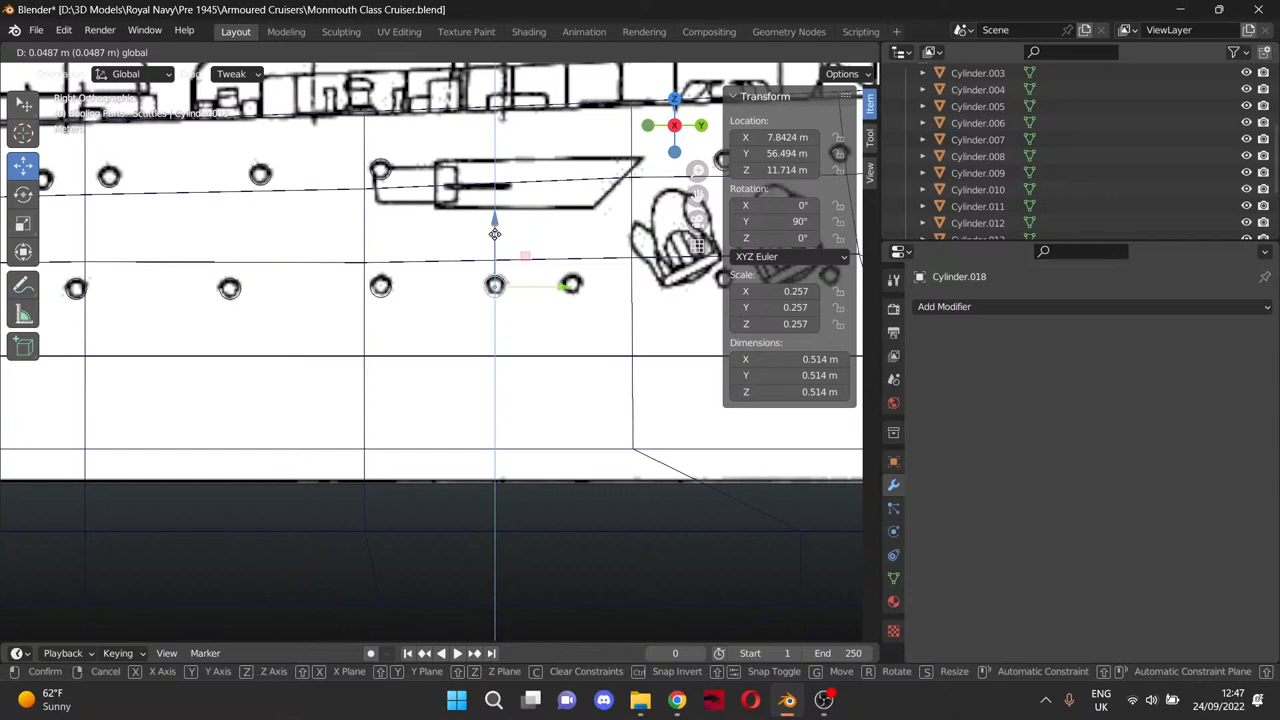 Blender* [D:\3D Models\Royal Navy\Pre 1945\Armoured Cruisers\Monmouth Class Cruiser.blend]
File Edit Render Window Help
Layout Modeling Sculpting UV Editing Texture Paint Shading Animation Rendering Compositing Geometry Nodes Scripting +
Scene
ViewLayer
D: 0.0487 m (0.0487 m) global
Global
Tweak
Options
Right Orthographic
Meters
Transform
Location:
X 7.8424 m
Y 56.494 m
Z 11.714 m
Rotation:
X 0°
Y 90°
Z 0°
XYZ Euler
Scale:
X 0.257
Y 0.257
Z 0.257
Dimensions:
X 0.514 m
Y 0.514 m
Z 0.514 m
Item
Tool
View
Z
X
Y
Cylinder.003
Cylinder.004
Cylinder.005
Cylinder.006
Cylinder.007
Cylinder.008
Cylinder.009
Cylinder.010
Cylinder.011
Cylinder.012
Cylinder.018
Add Modifier
Playback Keying View Marker
0
Start 1
End 250
Confirm Cancel X X Axis Y Y Axis Z Z Axis X X Plane Y Y Plane Z Z Plane C Clear Constraints Ctrl Snap Invert Snap Toggle G Move R Rotate S Resize Automatic Constraint Automatic Constraint Plane
62°F
Sunny
ENG
UK
12:47
24/09/2022